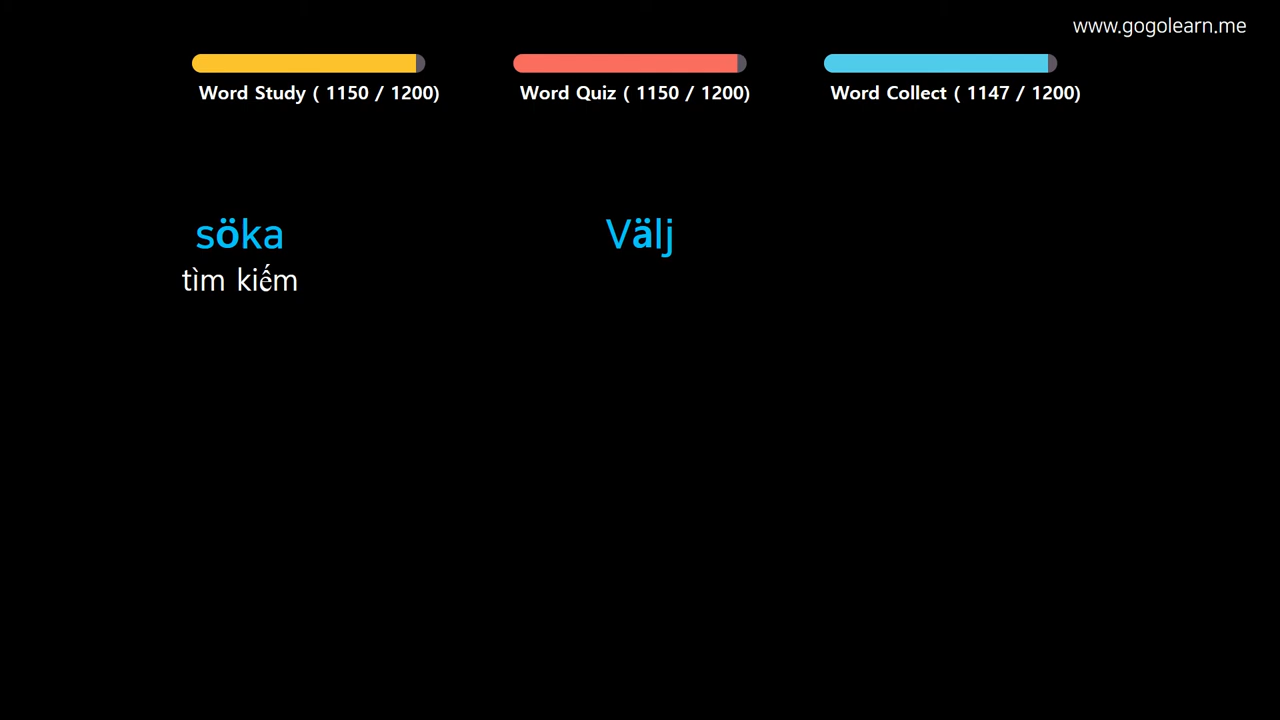 www.gogolearn.me
Word Study ( 1150 / 1200)
Word Quiz ( 1150 / 1200)
Word Collect ( 1147 / 1200)
söka
tìm kiếm
Välj